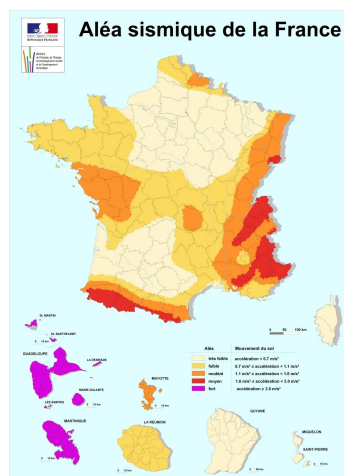 Aléa sismique de la France
RÉPUBLIQUE FRANÇAISE
0 50 100 km
Aléa Mouvement du sol
très faible accélération < 0.7 m/s²
faible 0.7 m/s² ≤ accélération < 1.1 m/s²
modéré 1.1 m/s² ≤ accélération < 1.6 m/s²
moyen 1.6 m/s² ≤ accélération < 3.0 m/s²
fort accélération ≥ 3.0 m/s²
St. MARTIN
St. BARTHELEMY
GUADELOUPE
LA DESIRADE
MARIE-GALANTE
LES SAINTES
MARTINIQUE
MAYOTTE
LA REUNION
GUYANE
MIQUELON
SAINT-PIERRE